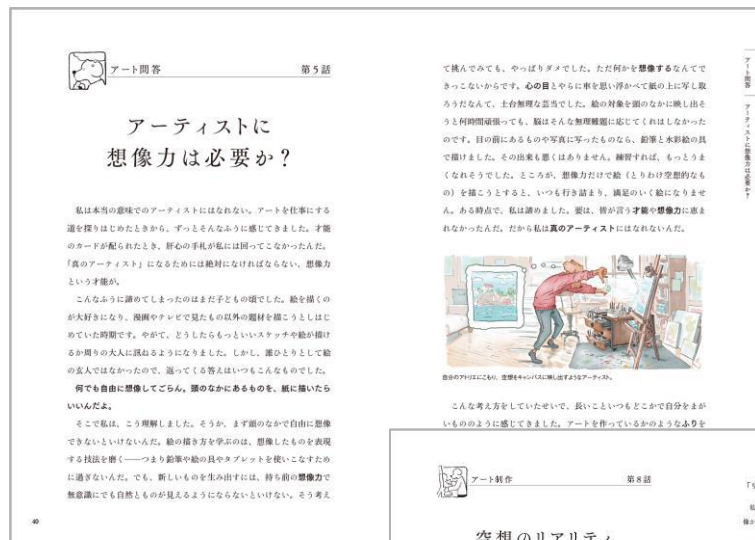 アート問答
第5話
アーティストに
想像力は必要か?
私は本当の意味でのアーティストにはなれない。アートを仕事にする
道を探りはじめたときから、ずっとそんなふうに感じてきました。才能
のカードが配られたとき、肝心の手札が私には回ってこなかったんだ。
「真のアーティスト」になるためには絶対になければならない、想像力
という才能が。
こんなふうに諦めてしまったのはまだ子どもの頃でした。絵を描くの
が大好きになり、漫画やテレビで見たもの以外の題材を描こうとしはじ
めていた時期です。やがて、どうしたらもっといいスケッチや絵が描け
るか周りの大人に訊ねるようになりました。しかし、誰ひとりとして絵
の玄人ではなかったので、返ってくる答えはいつもこんなものでした。
何でも自由に想像してごらん。頭のなかにあるものを、紙に描いたら
いいんだよ。
そこで私は、こう理解しました。そうか、まず頭のなかで自由に想像
できないといけないんだ。絵の描き方を学ぶのは、想像したものを表現
する技法を磨く――つまり鉛筆や絵の具やタブレットを使いこなすため
に過ぎないんだ。でも、新しいものを生み出すには、持ち前の想像力で
無意識にでも自然とものが見えるようにならないといけない。そう考え
40
て挑んでみても、やっぱりダメでした。ただ何かを想像するなんてで
きっこないからです。心の目とやらに車を思い浮かべて紙の上に写し取
ろうだなんて、土台無理な芸当でした。絵の対象を頭のなかに映し出そ
うと何時間頑張っても、脳はそんな無理難題に応じてくれはしなかった
のです。目の前にあるものや写真に写ったものなら、鉛筆と水彩絵の具
で描けました。その出来も悪くはありません。練習すれば、もっとうま
くなれそうでした。ところが、想像力だけで絵(とりわけ空想的なも
の)を描こうとすると、いつも行き詰まり、満足のいく絵になりませ
ん。ある時点で、私は諦めました。要は、皆が言う才能や想像力に恵ま
れなかったんだ。だから私は真のアーティストにはなれないんだ。
自分のアトリエにこもり、空想をキャンバスに映し出すようなアーティスト。
こんな考え方をしていたせいで、長いこといつもどこかで自分をまが
いもののように感じてきました。アートを作っているかのようなふりを
アート問答 アーティストに想像力は必要か?
アート制作
第8話
空想のリアリティ